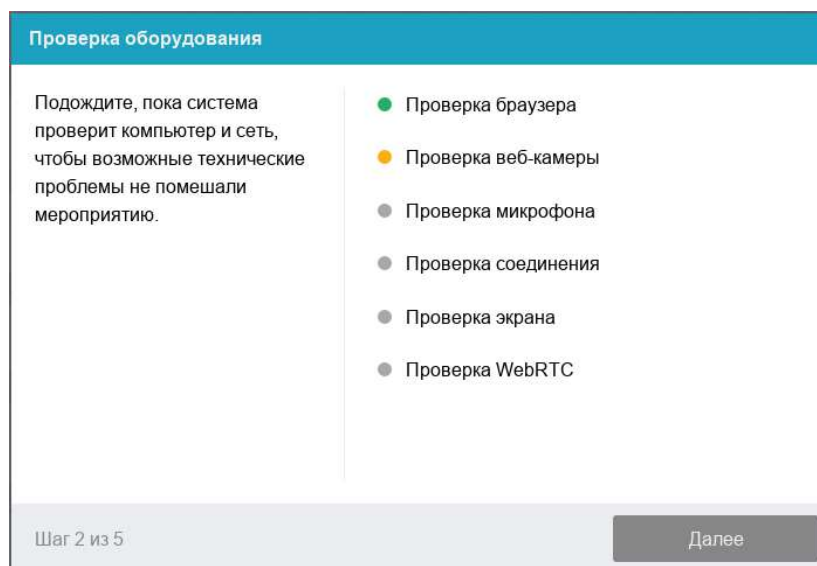 Проверка оборудования
Подождите, пока система
проверит компьютер и сеть,
чтобы возможные технические
проблемы не помешали
мероприятию.
Проверка браузера
Проверка веб-камеры
Проверка микрофона
Проверка соединения
Проверка экрана
Проверка WebRTC
Шаг 2 из 5
Далее